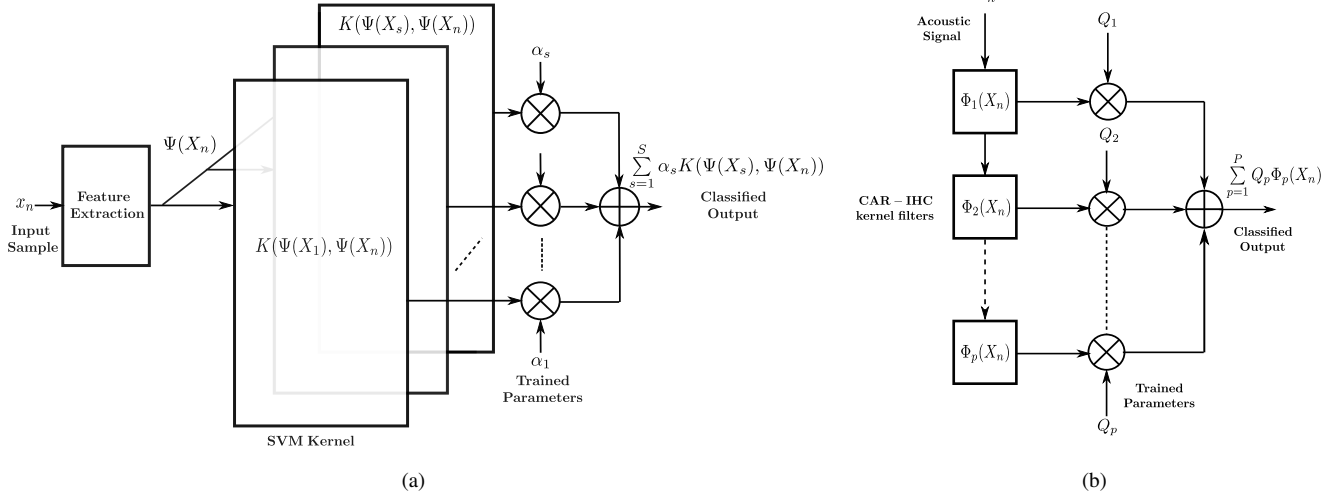 K(Ψ(X_s), Ψ(X_n))
α_s
Ψ(X_n)
x_n
Input
Sample
Feature
Extraction
K(Ψ(X_1), Ψ(X_n))
S
∑ α_s K(Ψ(X_s), Ψ(X_n))
s=1
Classified
Output
α_1
Trained
Parameters
SVM Kernel
(a)
n
Acoustic
Signal
Q_1
Φ_1(X_n)
Q_2
CAR – IHC
kernel filters
Φ_2(X_n)
P
∑ Q_p Φ_p(X_n)
p=1
Classified
Output
Φ_p(X_n)
Trained
Parameters
Q_p
(b)